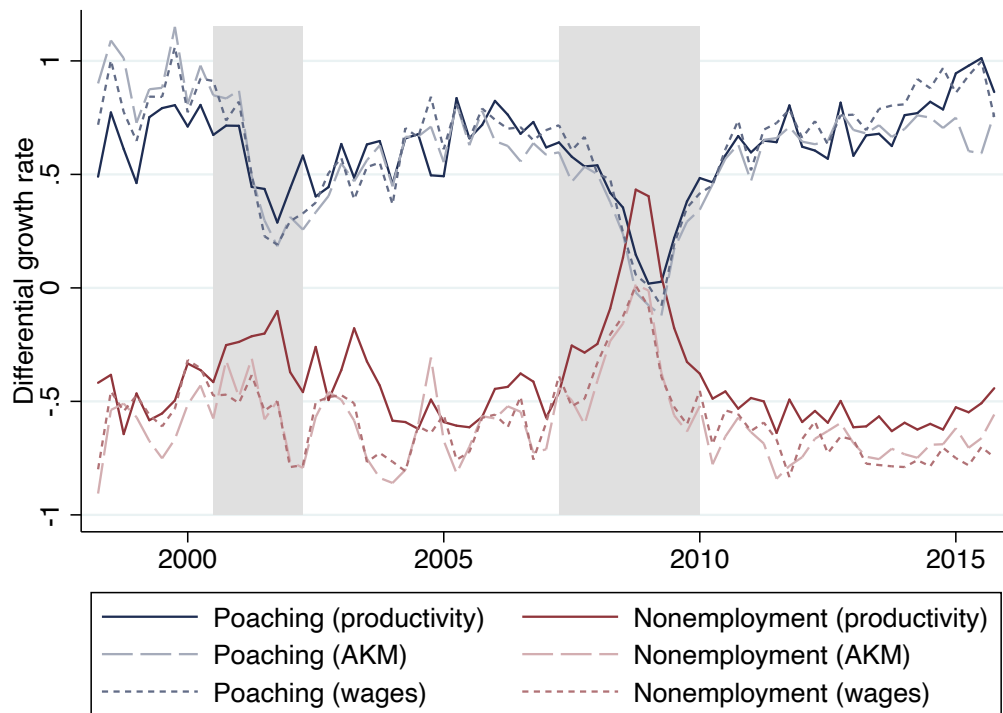 Differential growth rate
1
.5
0
-.5
-1
2000 2005 2010 2015
Poaching (productivity) Nonemployment (productivity)
Poaching (AKM) Nonemployment (AKM)
Poaching (wages) Nonemployment (wages)